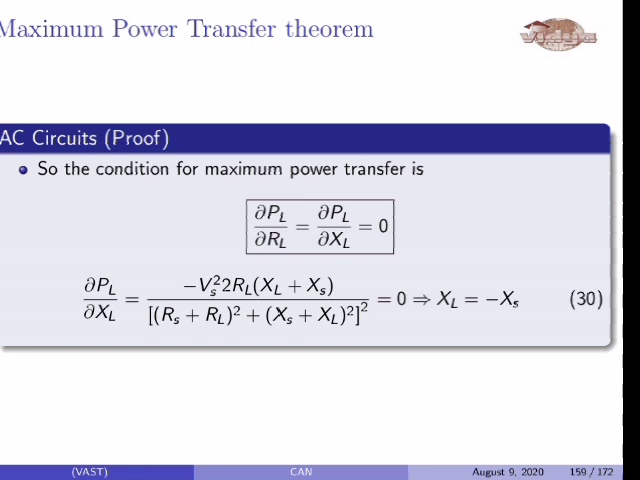 Maximum Power Transfer theorem
vidya
AC Circuits (Proof)
So the condition for maximum power transfer is
∂P_L/∂R_L = ∂P_L/∂X_L = 0
∂P_L/∂X_L = −V_s²2R_L(X_L + X_s)/[(R_s + R_L)² + (X_s + X_L)²]² = 0 ⇒ X_L = −X_s (30)
(VAST) CAN August 9, 2020 159 / 172